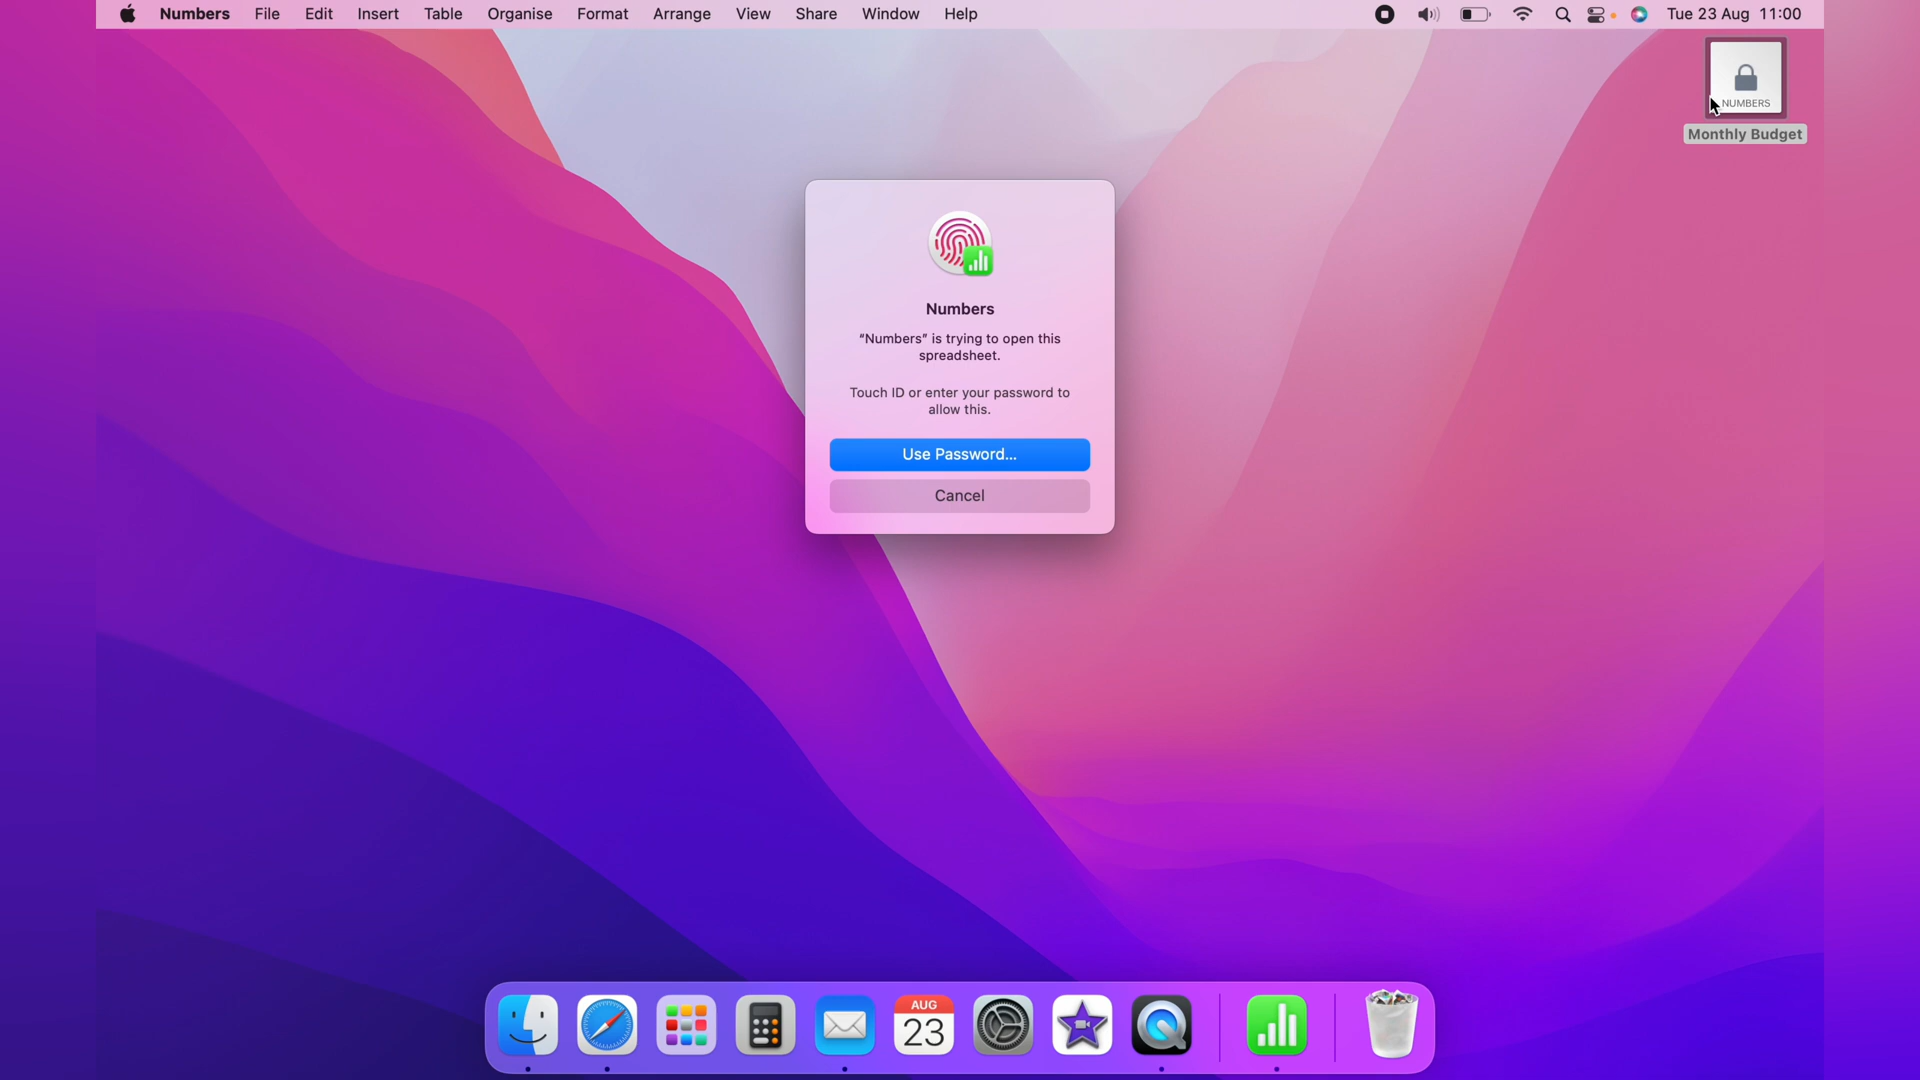 Numbers File Edit Insert Table Organise Format Arrange View Share Window Help Tue 23 Aug 11:00
NUMBERS
Monthly Budget
Numbers
“Numbers” is trying to open this
spreadsheet.
Touch ID or enter your password to
allow this.
Use Password...
Cancel
AUG
23